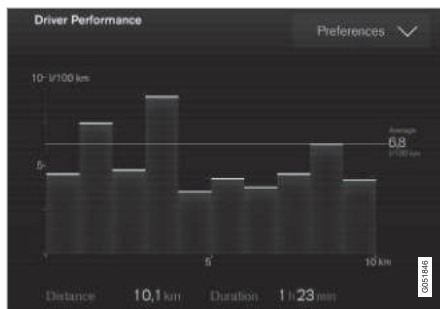 Driver Performance
Preferences
10 l/100 km
Average
6,8
l/100 km
5
5
10 km
Distance 10,1 km Duration 1 h 23 min
G051846